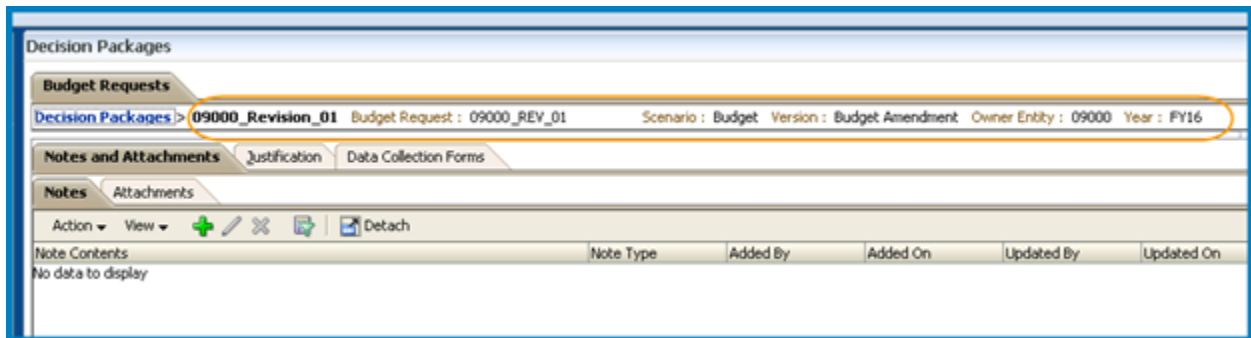 Decision Packages
Budget Requests
Decision Packages > 09000_Revision_01 Budget Request : 09000_REV_01 Scenario : Budget Version : Budget Amendment Owner Entity : 09000 Year : FY16
Notes and Attachments Justification Data Collection Forms
Notes Attachments
Action View Detach
Note Contents Note Type Added By Added On Updated By Updated On
No data to display